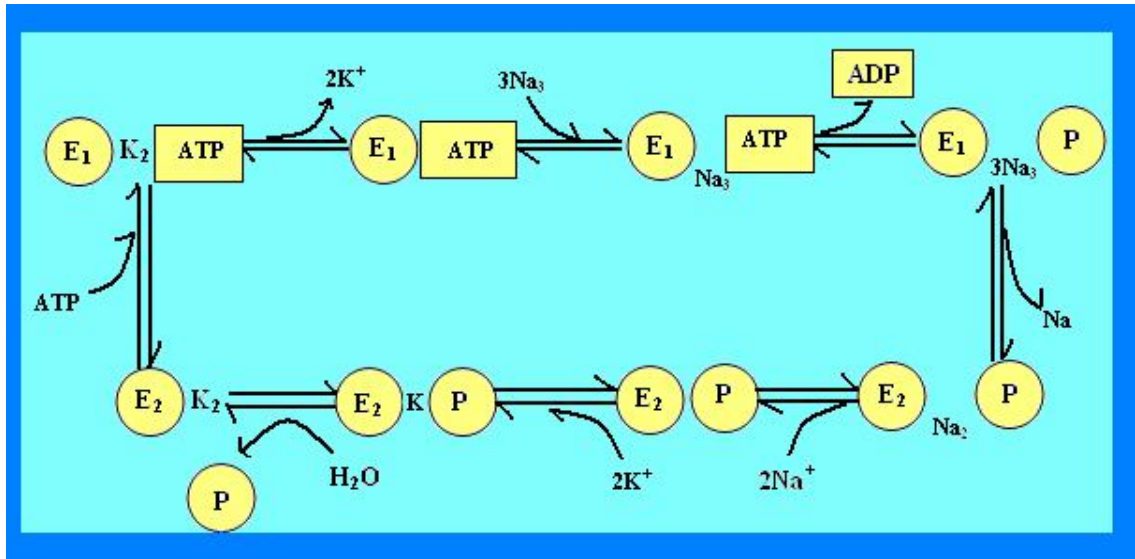 2K⁺ 3Na₃ ADP
E₁ K₂ ATP E₁ ATP E₁ Na₃ ATP E₁ 3Na₃ P
ATP Na
E₂ K₂ E₂ K P E₂ P E₂ Na₂ P
P H₂O 2K⁺ 2Na⁺